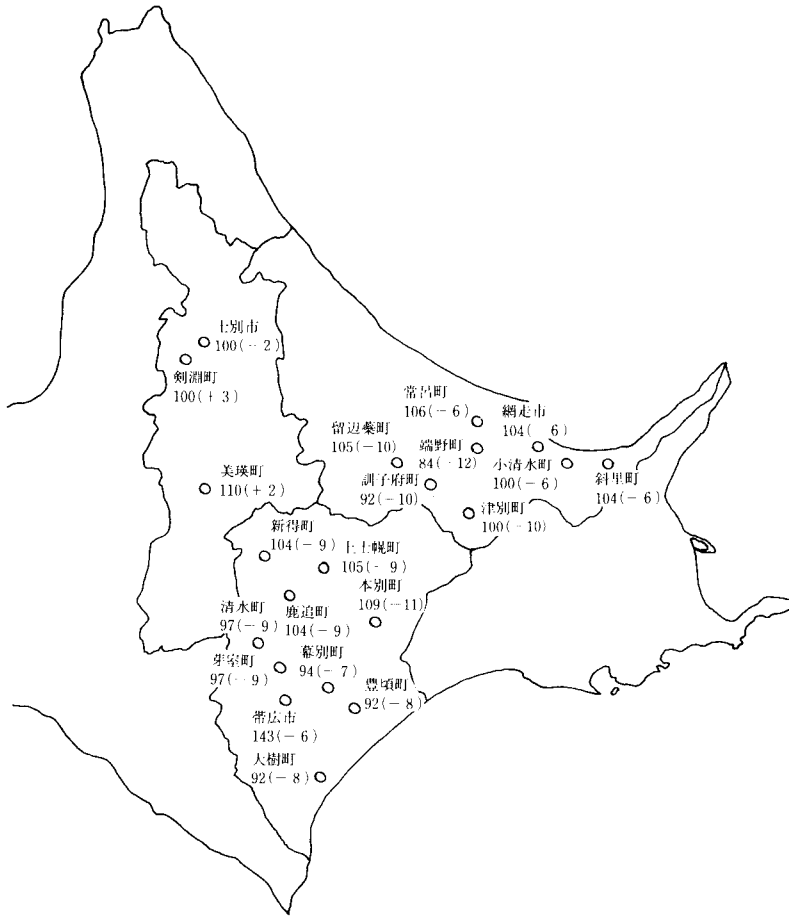 士別市
100(－2)
剣淵町
100(+3)
美瑛町
110(+2)
常呂町
106(－6)
網走市
104(－6)
留辺蘂町
105(－10)
端野町
84(－12)
小清水町
100(－6)
斜里町
104(－6)
訓子府町
92(－10)
津別町
100(－10)
新得町
104(－9)
上士幌町
105(－9)
本別町
109(－11)
清水町
97(－9)
鹿追町
104(－9)
芽室町
97(－9)
幕別町
94(－7)
豊頃町
92(－8)
帯広市
143(－6)
大樹町
92(－8)